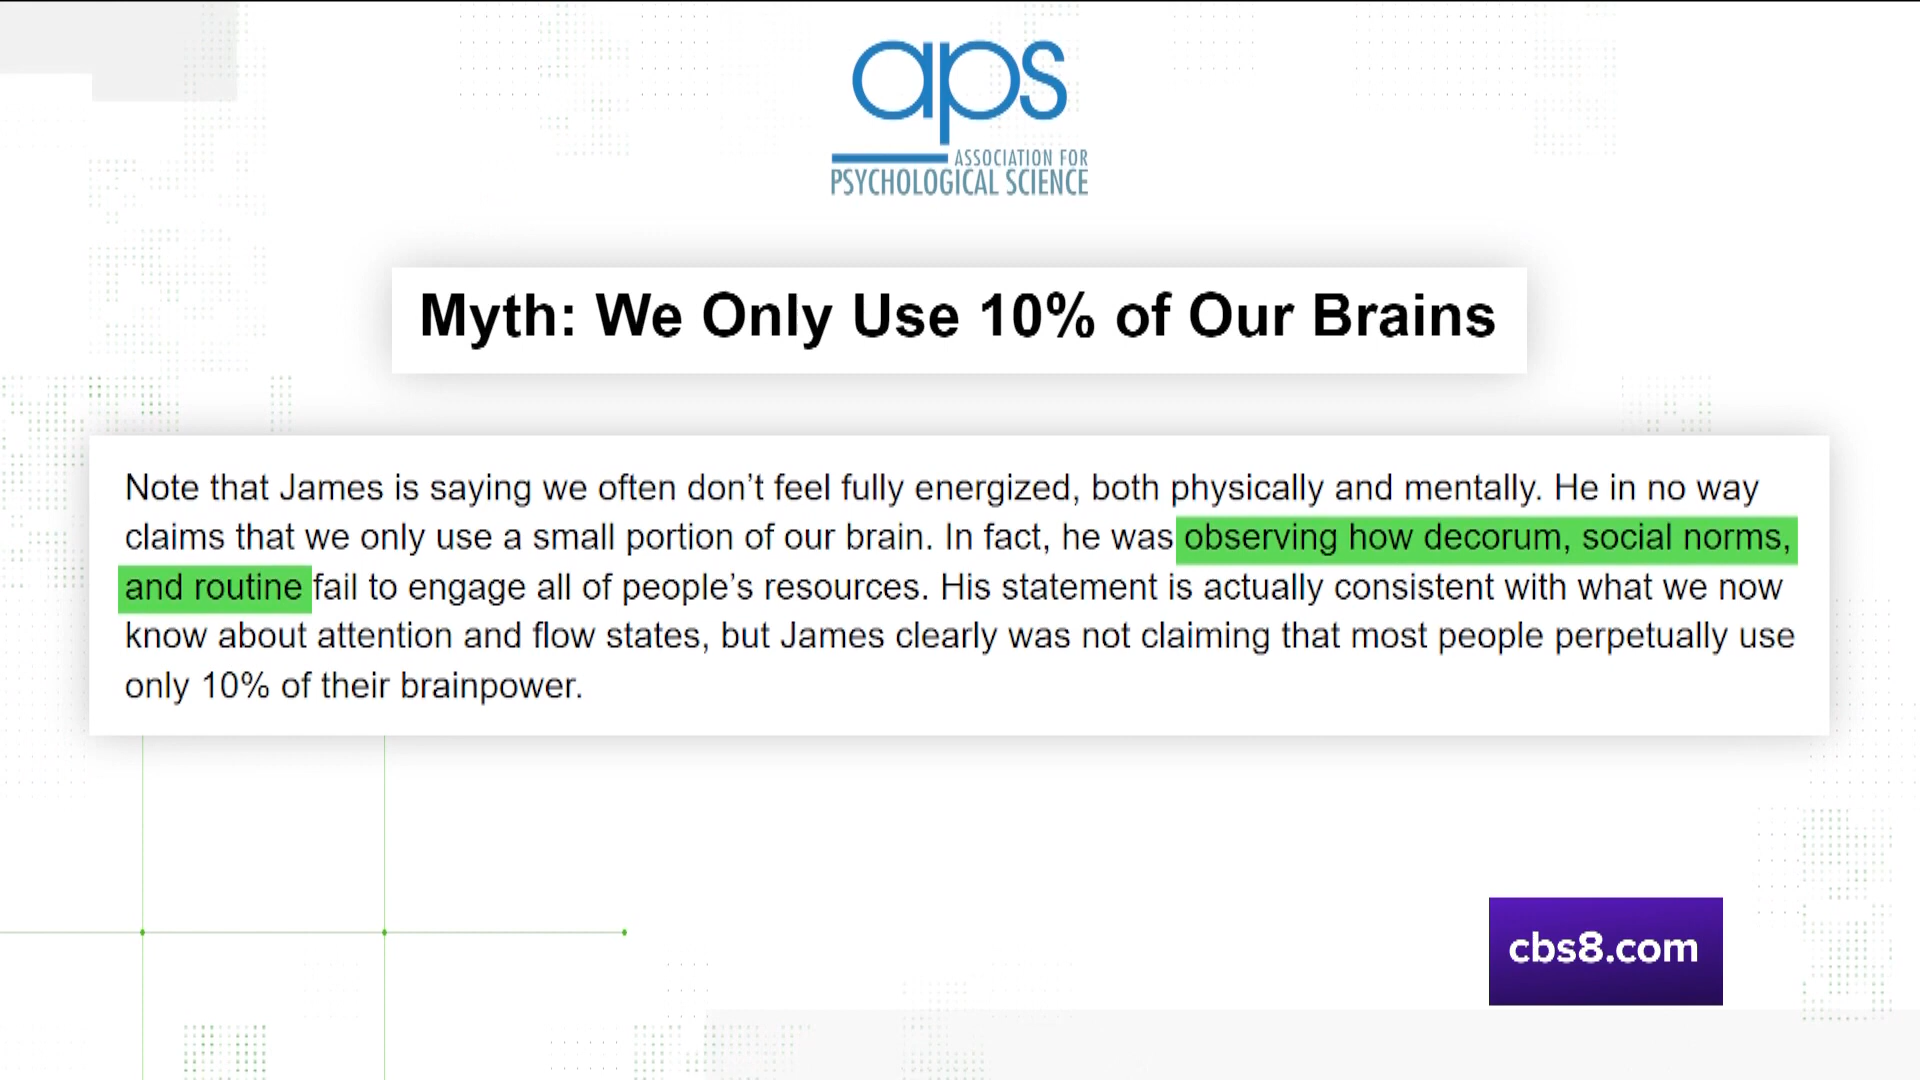 aps
ASSOCIATION FOR
PSYCHOLOGICAL SCIENCE
Myth: We Only Use 10% of Our Brains
Note that James is saying we often don’t feel fully energized, both physically and mentally. He in no way
claims that we only use a small portion of our brain. In fact, he was observing how decorum, social norms,
and routine fail to engage all of people’s resources. His statement is actually consistent with what we now
know about attention and flow states, but James clearly was not claiming that most people perpetually use
only 10% of their brainpower.
cbs8.com